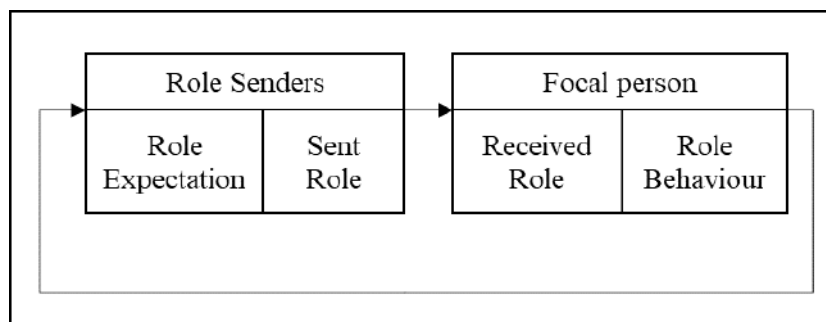 Role Senders
Focal person
Role
Expectation
Sent
Role
Received
Role
Role
Behaviour